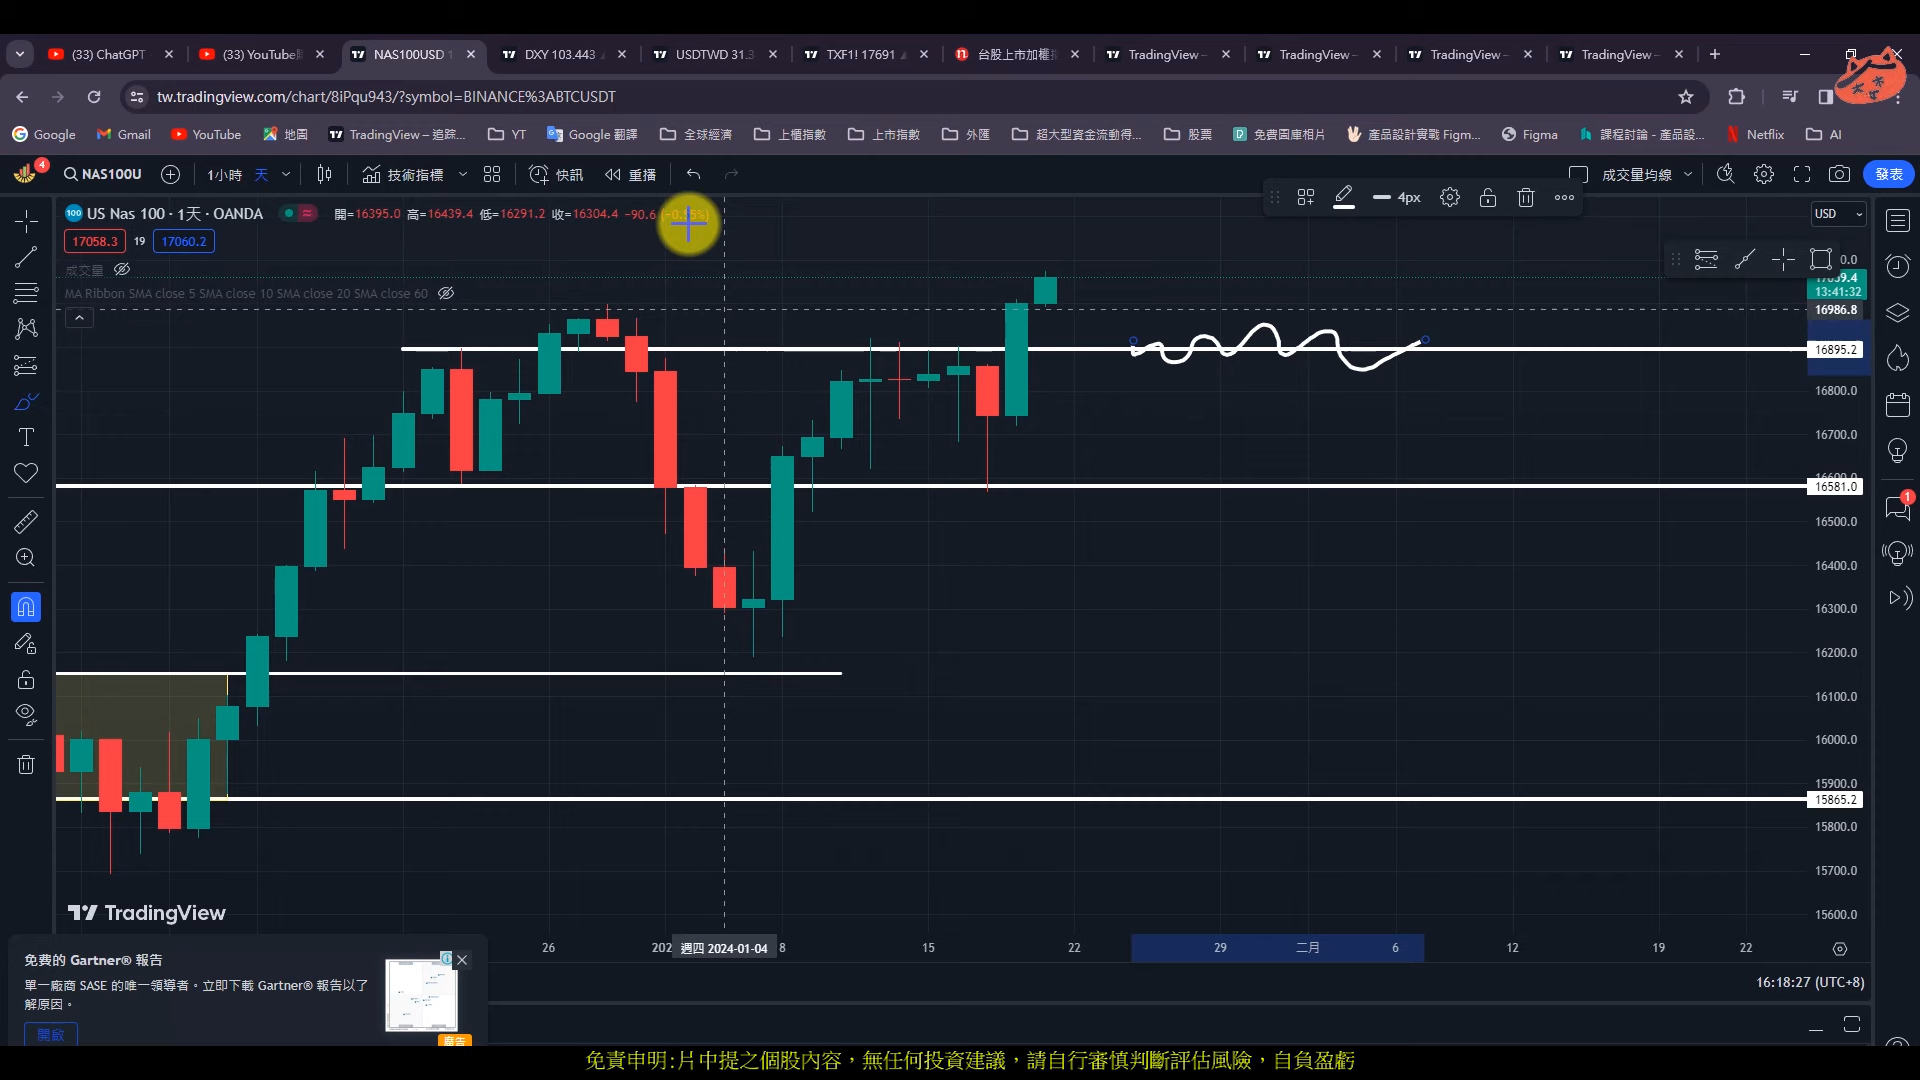 (33) ChatGPT
(33) YouTube
NAS100USD 1
DXY 103.443
USDTWD 31.3
TXF1! 17691
台股上市加權指
TradingView –
TradingView –
TradingView –
TradingView –
tw.tradingview.com/chart/8iPqu943/?symbol=BINANCE%3ABTCUSDT
Google
Gmail
YouTube
地圖
TradingView – 追踪...
YT
Google 翻譯
全球經濟
上櫃指數
上市指數
外匯
超大型資金流動得...
股票
免費圖庫相片
產品設計實戰 Figm...
Figma
課程討論 - 產品設...
Netflix
AI
4
NAS100U
1小時
天
技術指標
快訊
重播
成交量均線
發表
4px
US Nas 100 · 1天 · OANDA
開=16395.0 高=16439.4 低=16291.2 收=16304.4 −90.6
USD
17058.3
19
17060.2
成交量
MA Ribbon SMA close 5 SMA close 10 SMA close 20 SMA close 60
13:41:32
16986.8
16895.2
16800.0
16700.0
16581.0
16500.0
16400.0
16300.0
16200.0
16100.0
16000.0
15900.0
15865.2
15800.0
15700.0
15600.0
1
TradingView
26
202
週四 2024-01-04
8
15
22
29
二月
6
12
19
22
免費的 Gartner® 報告
單一廠商 SASE 的唯一領導者。立即下載 Gartner® 報告以了
解原因。
開啟
廣告
16:18:27 (UTC+8)
免責申明:片中提之個股內容，無任何投資建議，請自行審慎判斷評估風險，自負盈虧